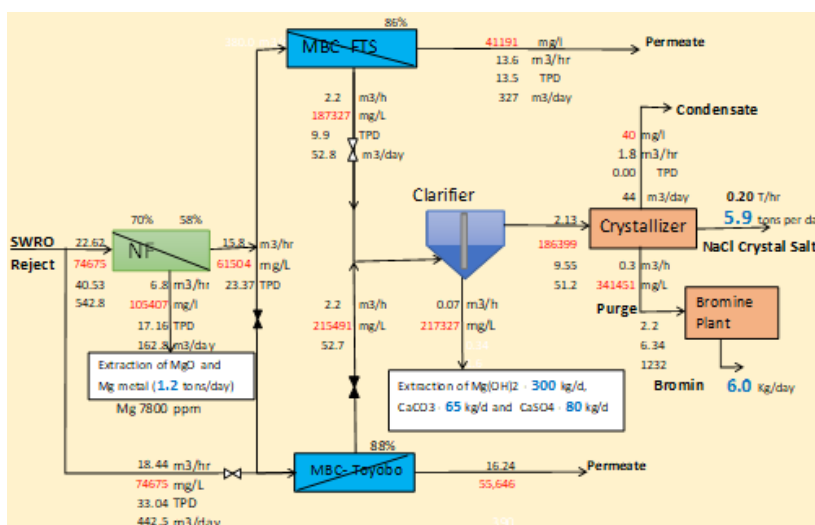 86%
MBC- FTS
41191 mg/l
Permeate
13.6 m3/hr
13.5 TPD
327 m3/day
2.2 m3/h
187327 mg/L
9.9 TPD
52.8 m3/day
Condensate
40 mg/l
1.8 m3/hr
0.00 TPD
44 m3/day
0.20 T/hr
5.9 tons per da
NaCl Crystal Salt
Clarifier
2.13
Crystallizer
186399
9.55
51.2
0.3 m3/h
341451 mg/L
Purge
2.2
6.34
1232
Bromine
Plant
Bromin 6.0 Kg/day
70% 58%
SWRO
Reject
22.62
74675
40.53
542.8
NF
15.8 m3/hr
61504 mg/L
23.37 TPD
6.8 m3/hr
105407 mg/l
17.16 TPD
162.8 m3/day
Extraction of MgO and
Mg metal (1.2 tons/day)
Mg 7800 ppm
2.2 m3/h
215491 mg/L
52.7
0.07 m3/h
217327 mg/L
Extraction of Mg(OH)2 - 300 kg/d,
CaCO3 - 65 kg/d and CaSO4 - 80 kg/d
88%
MBC- Toyobo
18.44 m3/hr
74675 mg/L
33.04 TPD
442.5 m3/day
16.24
55,646
Permeate